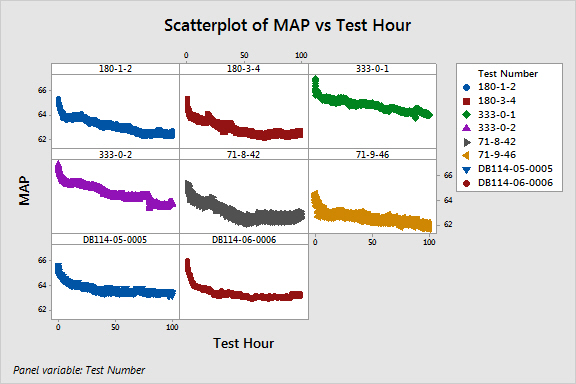 Scatterplot of MAP vs Test Hour
0 50 100
180-1-2 180-3-4 333-0-1
66
64
62
333-0-2 71-8-42 71-9-46
66
64
62
DB114-05-0005 DB114-06-0006
0 50 100
66
64
62
0 50 100
MAP
Test Hour
Test Number
180-1-2
180-3-4
333-0-1
333-0-2
71-8-42
71-9-46
DB114-05-0005
DB114-06-0006
Panel variable: Test Number